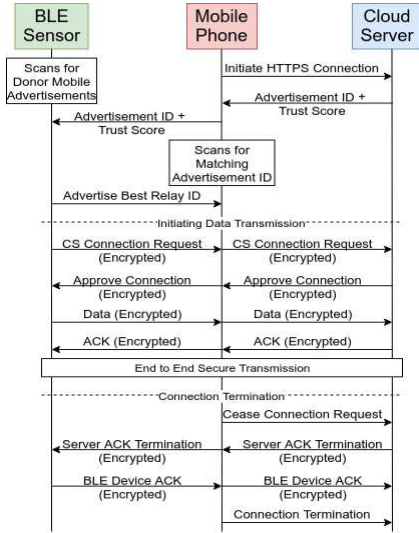 BLE
Sensor
Mobile
Phone
Cloud
Server
Scans for
Donor Mobile
Advertisements
Initiate HTTPS Connection
Advertisement ID +
Trust Score
Advertisement ID +
Trust Score
Scans for
Matching
Advertisement ID
Advertise Best Relay ID
Initiating Data Transmission
CS Connection Request
(Encrypted)
CS Connection Request
(Encrypted)
Approve Connection
(Encrypted)
Approve Connection
(Encrypted)
Data (Encrypted)
Data (Encrypted)
ACK (Encrypted)
ACK (Encrypted)
End to End Secure Transmission
Connection Termination
Cease Connection Request
Server ACK Termination
(Encrypted)
Server ACK Termination
(Encrypted)
BLE Device ACK
(Encrypted)
BLE Device ACK
(Encrypted)
Connection Termination